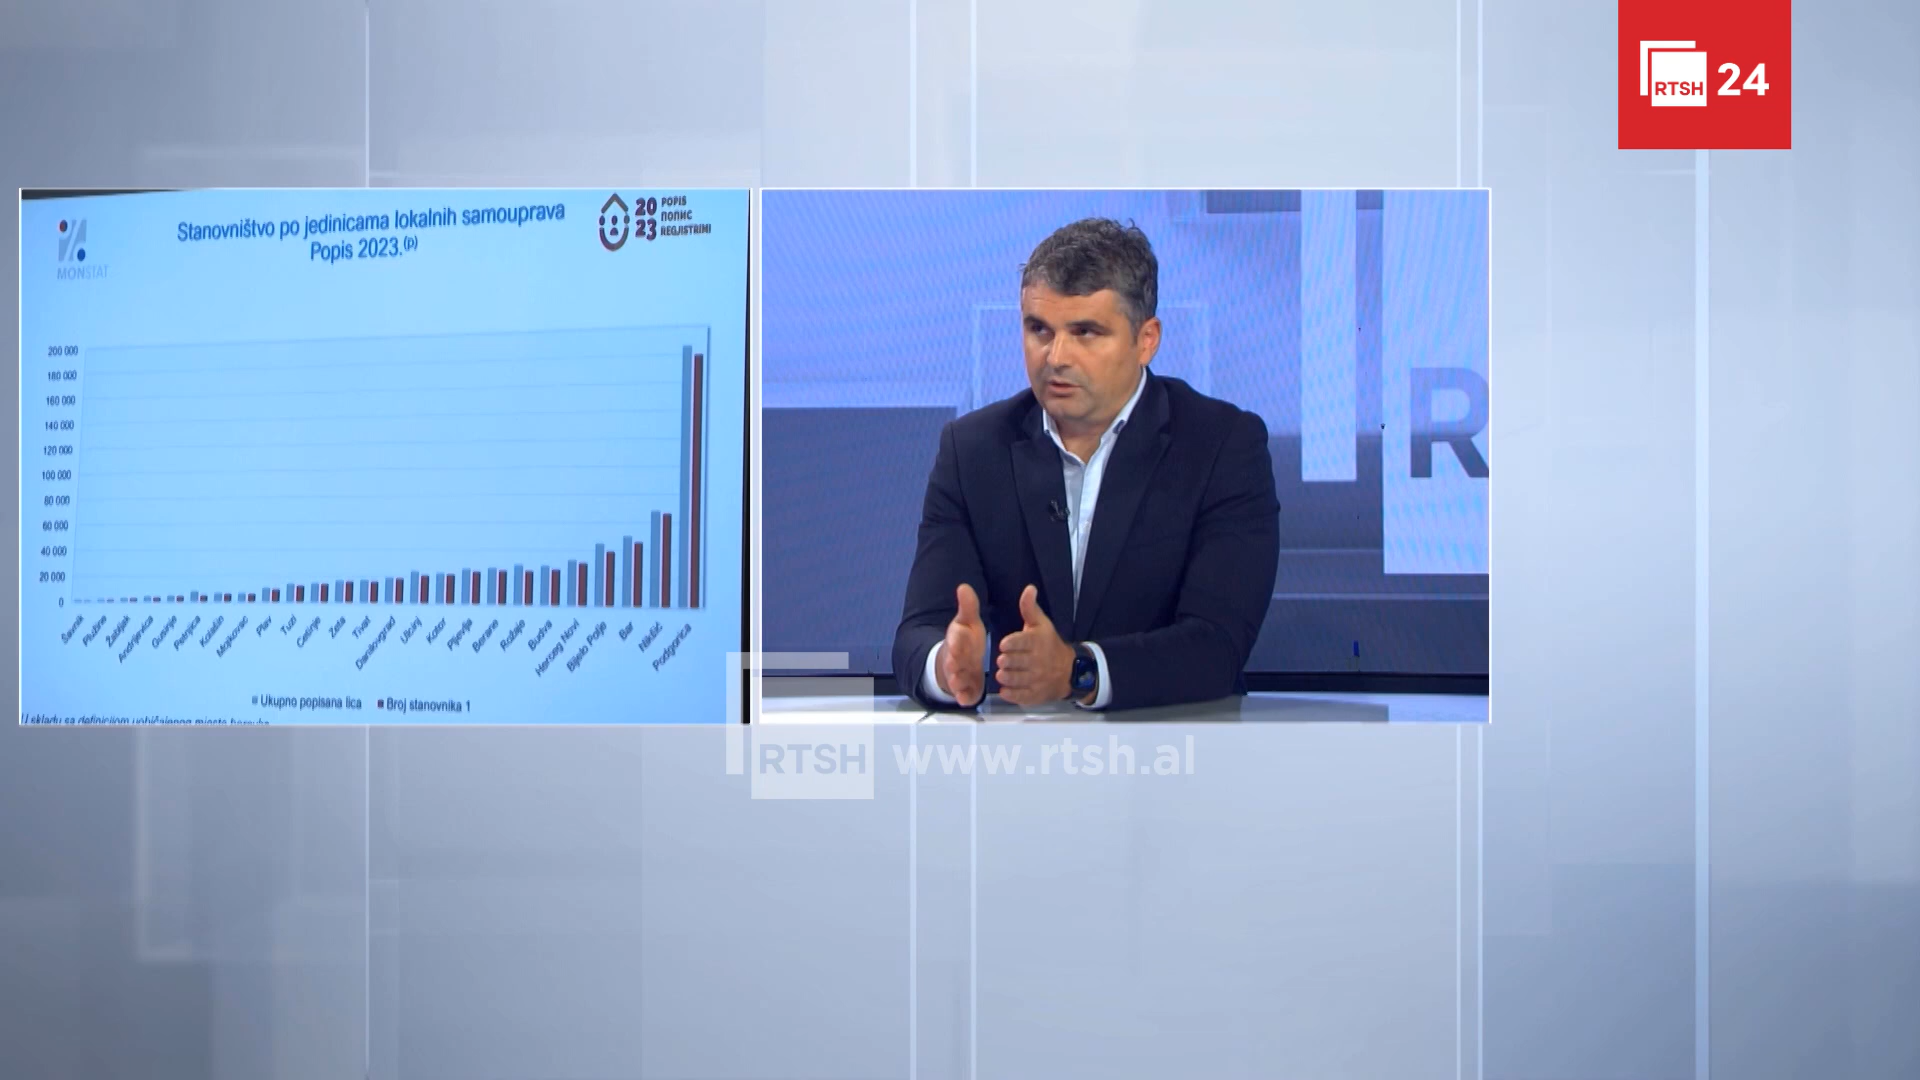 RTSH 24
MONSTAT
Stanovništvo po jedinicama lokalnih samouprava
Popis 2023.(p)
20 POPIS
ПОПИС
23 REGJISTRIMI
200 000
180 000
160 000
140 000
120 000
100 000
80 000
60 000
40 000
20 000
0
Šavnik
Plužine
Žabljak
Andrijevica
Gusinje
Petnjica
Kolašin
Mojkovac
Plav
Tuzi
Cetinje
Zeta
Tivat
Danilovgrad
Ulcinj
Kotor
Pljevlja
Berane
Rožaje
Budva
Herceg Novi
Bijelo Polje
Bar
Nikšić
Podgorica
Ukupno popisana lica
Broj stanovnika 1
R
RTSH www.rtsh.al